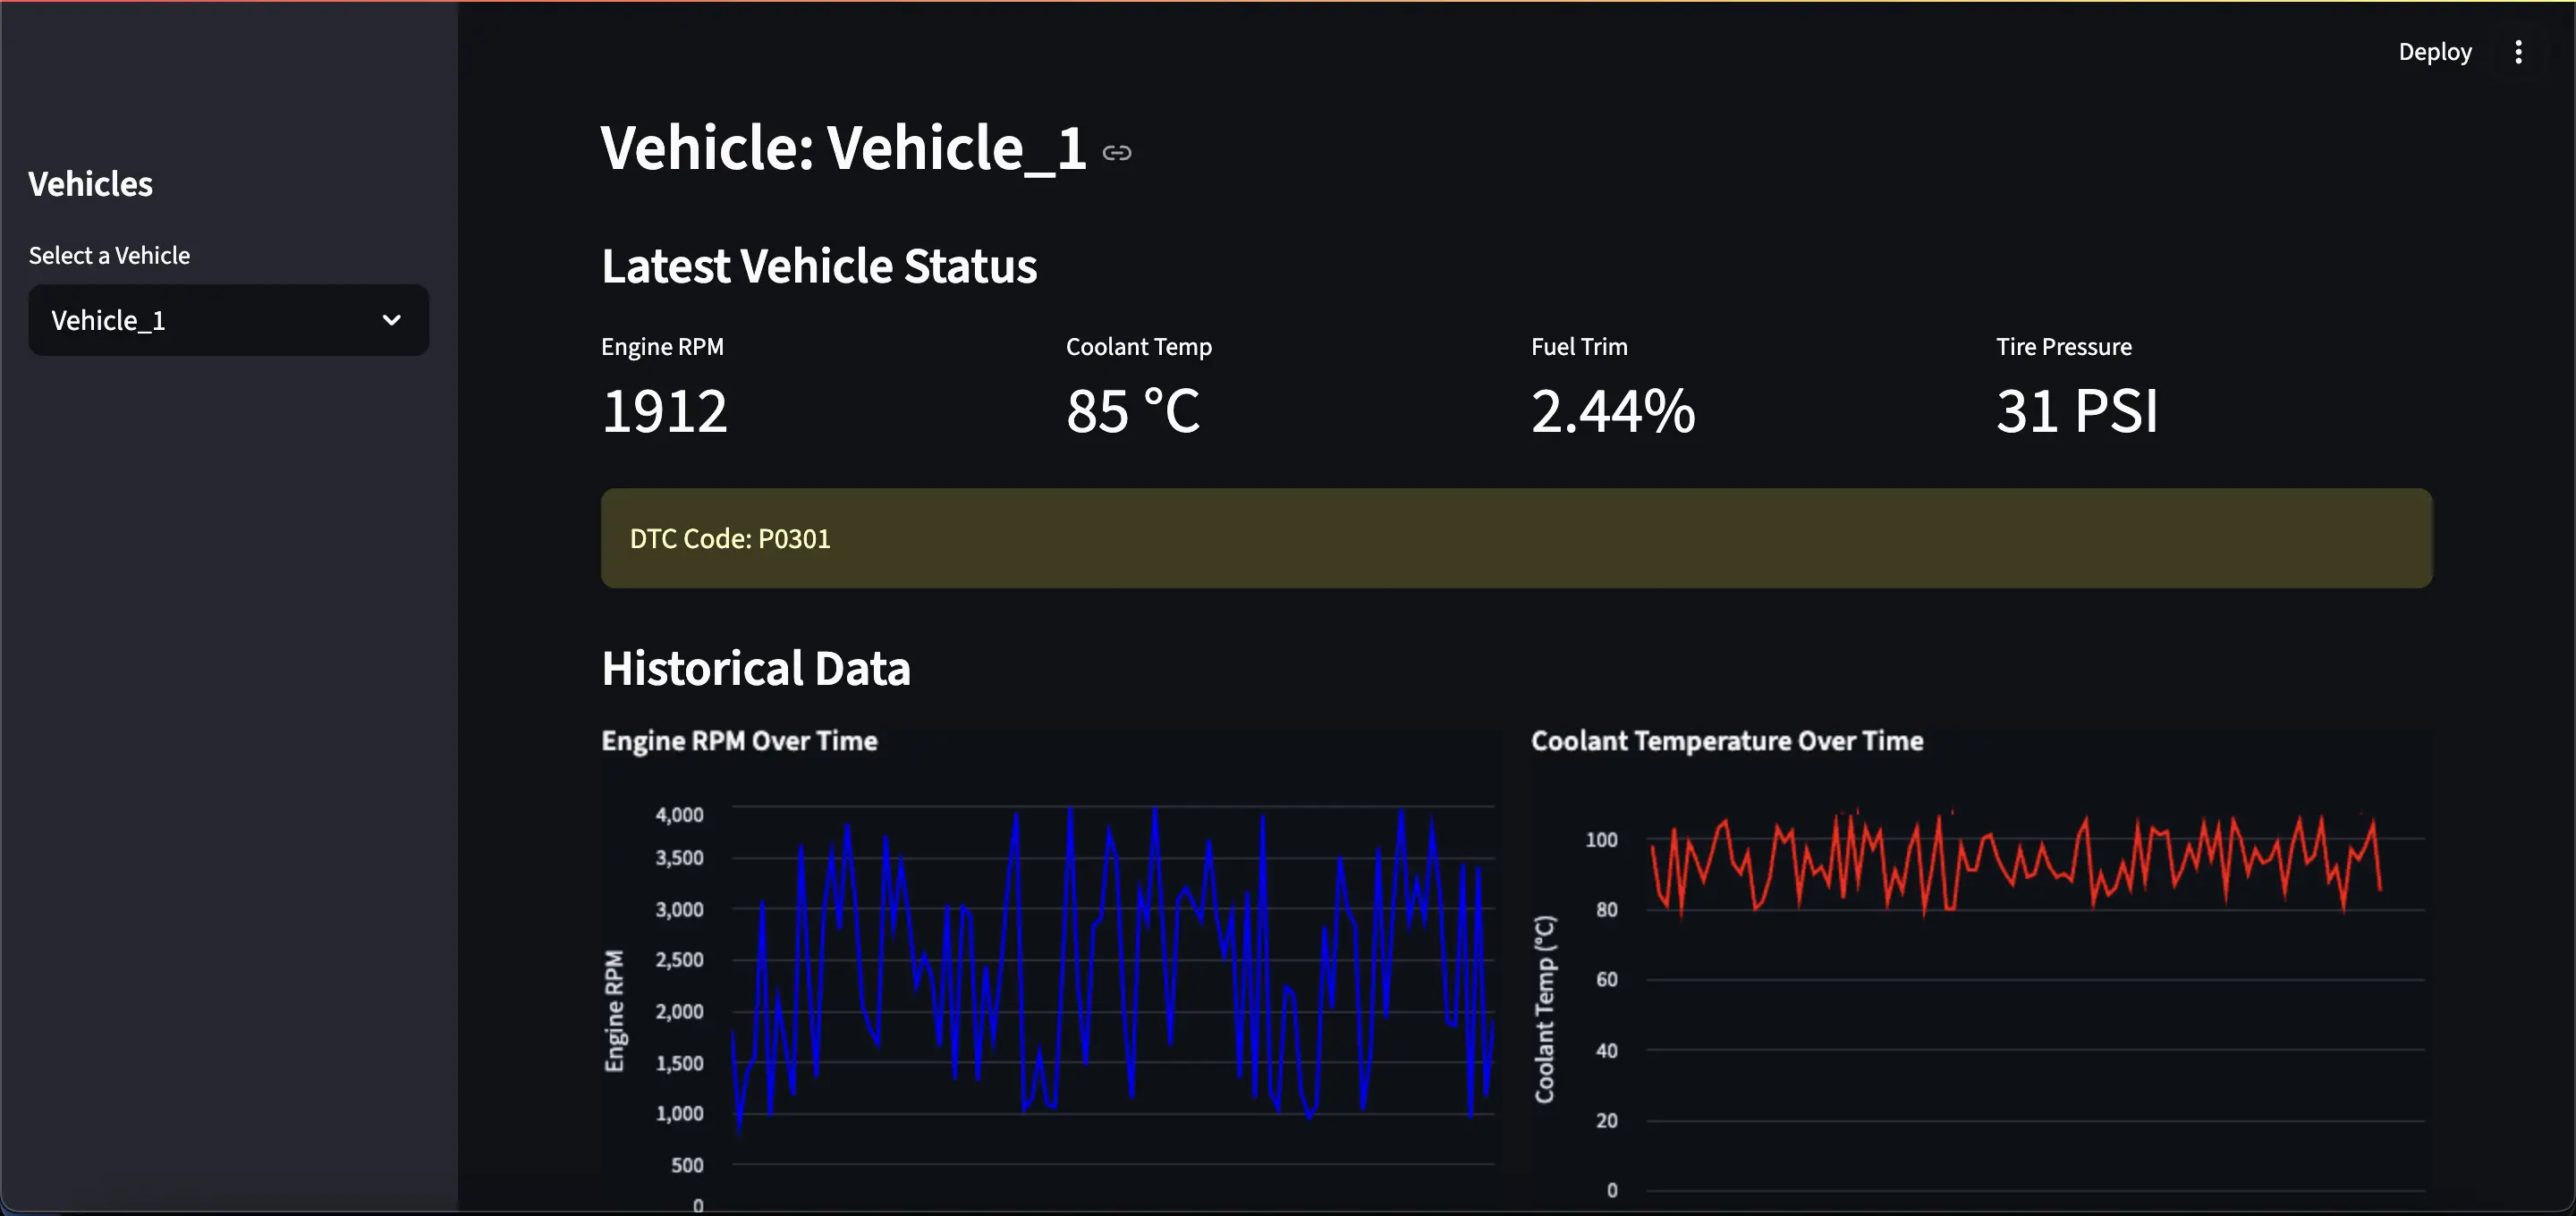 Deploy
Vehicles
Select a Vehicle
Vehicle_1
Vehicle: Vehicle_1
Latest Vehicle Status
Engine RPM
1912
Coolant Temp
85 °C
Fuel Trim
2.44%
Tire Pressure
31 PSI
DTC Code: P0301
Historical Data
Engine RPM Over Time
4,000
3,500
3,000
2,500
2,000
1,500
1,000
500
0
Engine RPM
Coolant Temperature Over Time
100
80
60
40
20
0
Coolant Temp (°C)